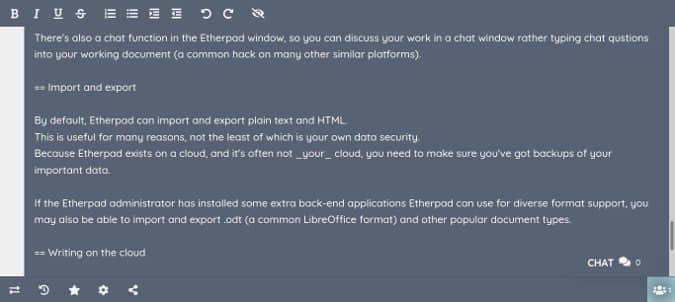 B I U S
There's also a chat function in the Etherpad window, so you can discuss your work in a chat window rather typing chat qustions
into your working document (a common hack on many other similar platforms).
== Import and export
By default, Etherpad can import and export plain text and HTML.
This is useful for many reasons, not the least of which is your own data security.
Because Etherpad exists on a cloud, and it's often not _your_ cloud, you need to make sure you've got backups of your
important data.
If the Etherpad administrator has installed some extra back-end applications Etherpad can use for diverse format support, you
may also be able to import and export .odt (a common LibreOffice format) and other popular document types.
== Writing on the cloud
CHAT 0
1